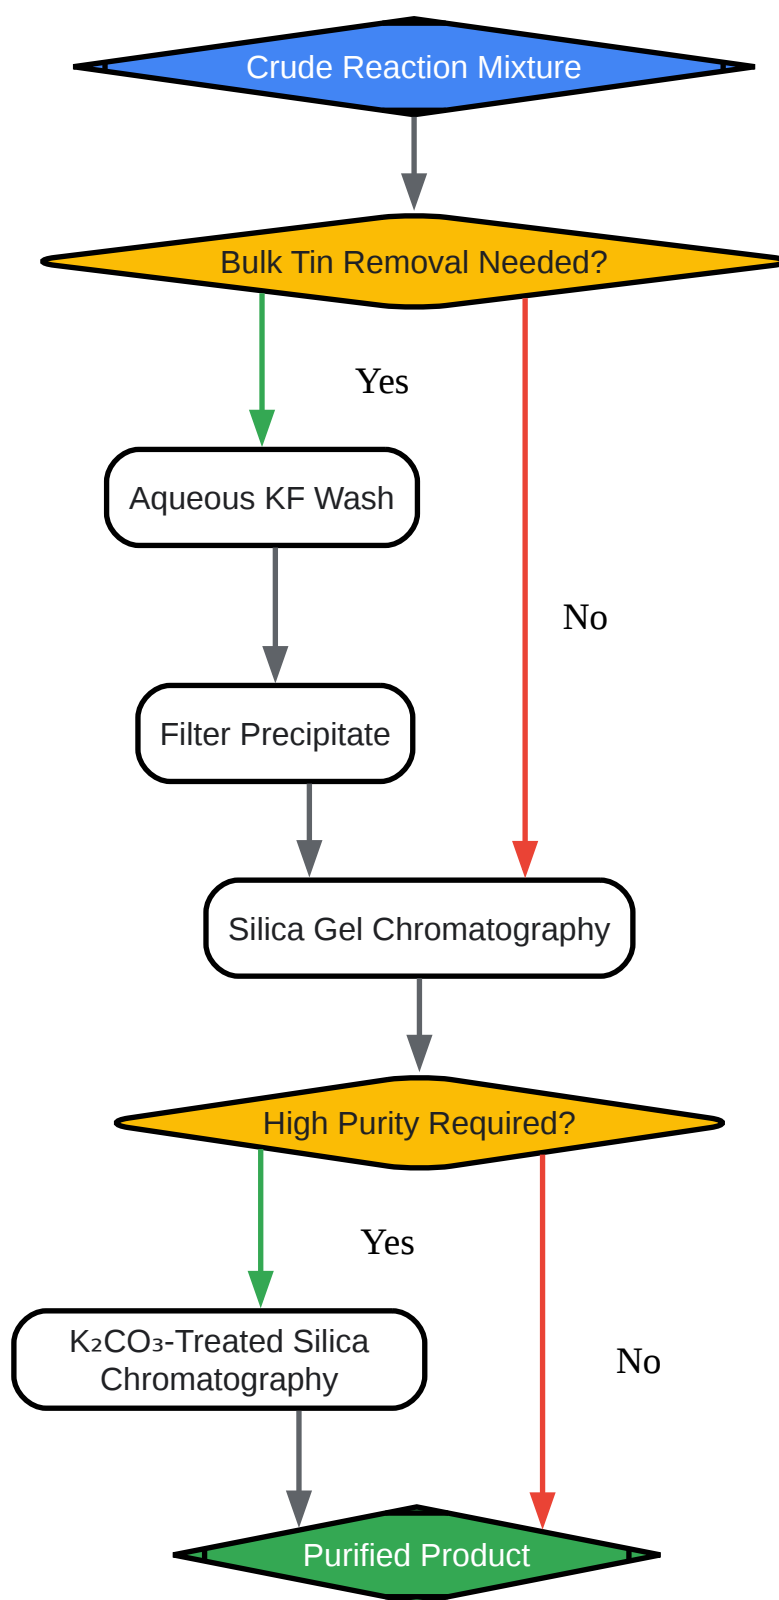 Crude Reaction Mixture
Bulk Tin Removal Needed?
Yes
Aqueous KF Wash
No
Filter Precipitate
Silica Gel Chromatography
High Purity Required?
Yes
K₂CO₃-Treated Silica
Chromatography
No
Purified Product